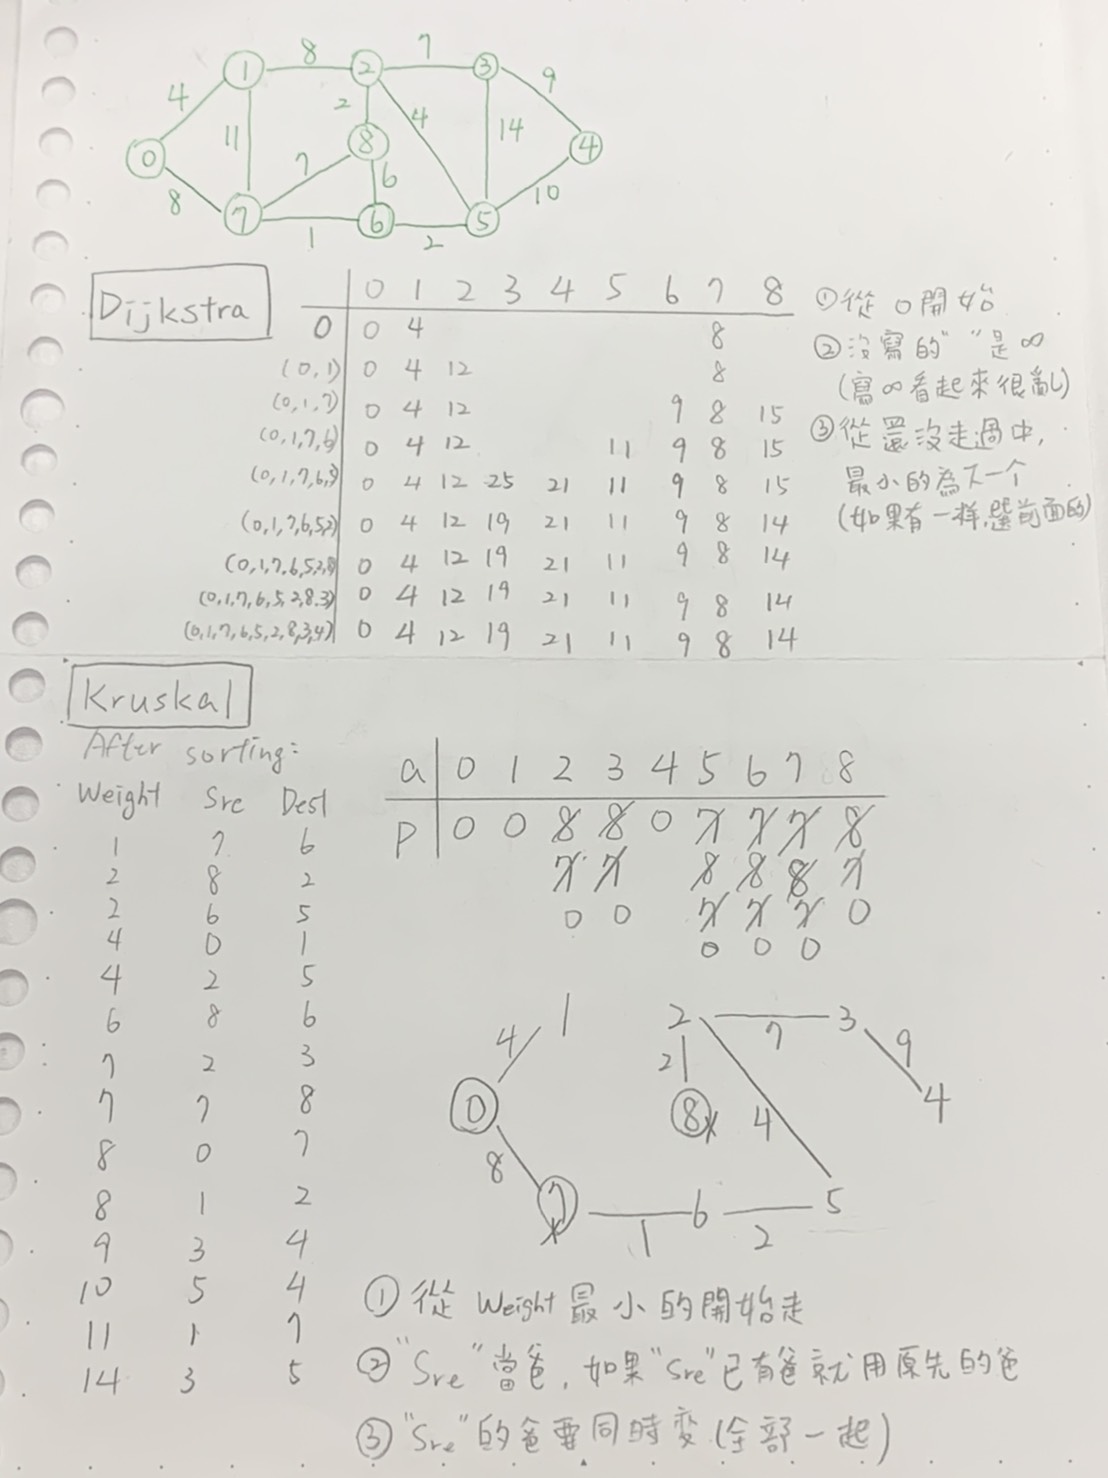 8 7
4 11 2 4 14 9
① ② ③
0 8 4
8 7 6 10
7 6 5
1 2
Dijkstra
0 1 2 3 4 5 6 7 8
0 0 4 8
(0,1) 0 4 12 8
(0,1,7) 0 4 12 9 8 15
(0,1,7,6) 0 4 12 11 9 8 15
(0,1,7,6,5) 0 4 12 25 21 11 9 8 15
(0,1,7,6,5,2) 0 4 12 19 21 11 9 8 14
(0,1,7,6,5,2,8) 0 4 12 19 21 11 9 8 14
(0,1,7,6,5,2,8,3) 0 4 12 19 21 11 9 8 14
(0,1,7,6,5,2,8,3,4) 0 4 12 19 21 11 9 8 14
①從 0開始
②沒寫的“ ”是∞
(寫∞看起來很亂)
③從還沒走過中,
最小的為下一个
(如果有一樣,選前面的)
Kruskal
After sorting:
Weight Src Dest
1 7 6
2 8 2
2 6 5
4 0 1
4 2 5
6 8 6
7 2 3
7 7 8
8 0 7
8 1 2
9 3 4
10 5 4
11 1 7
14 3 5
a 0 1 2 3 4 5 6 7 8
p 0 0 8 8 0 7 7 7 8
7 7 8 8 8 7
0 0 7 7 7 0
0 0 0
4 1 2 7 3 9
0 2 8 4 4
8 7 1 6 2 5
①從 Weight 最小的開始走
②“Src”當爸,如果“Src”已有爸就用原先的爸
③“Src”的爸要同時變(全部一起)